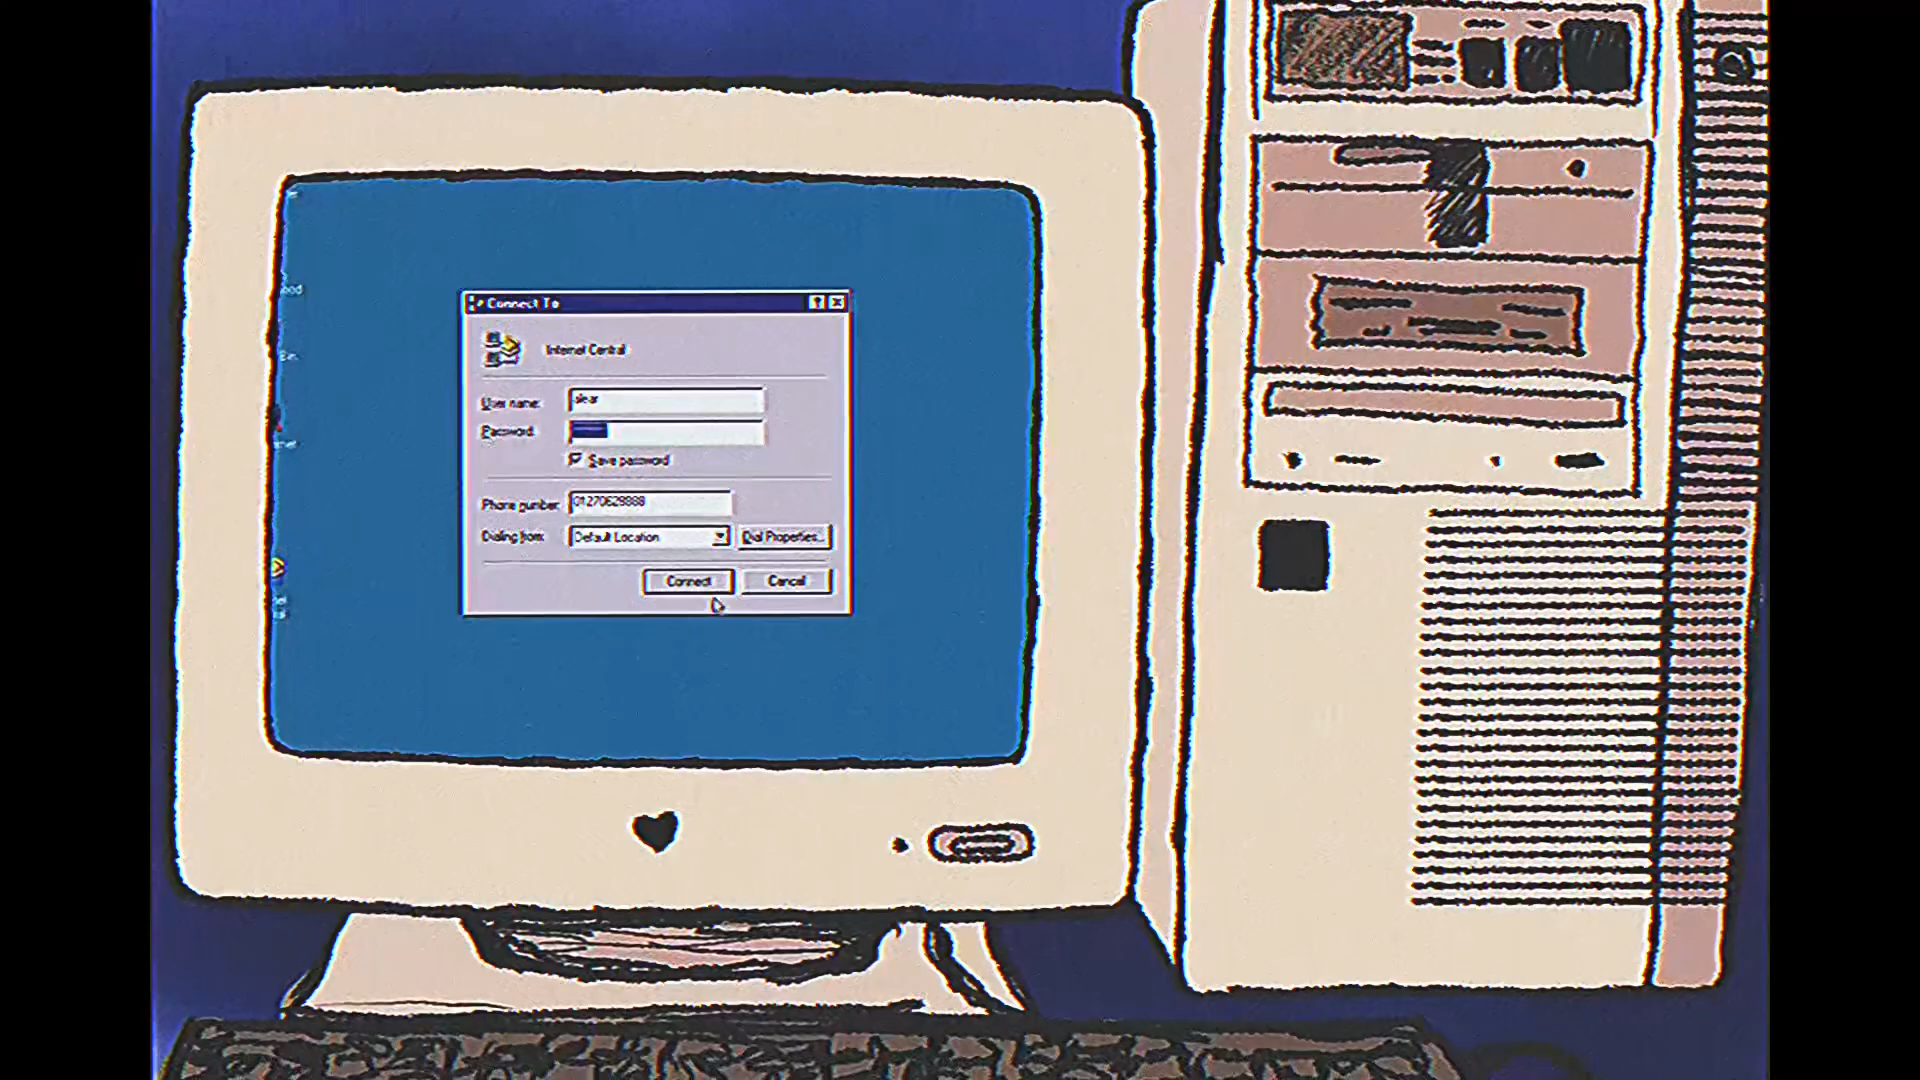 Connect To
Internet Central
User name:
alear
Password:
Save password
Phone number:
01270629888
Dialing from:
Default Location
Dial Properties...
Connect
Cancel